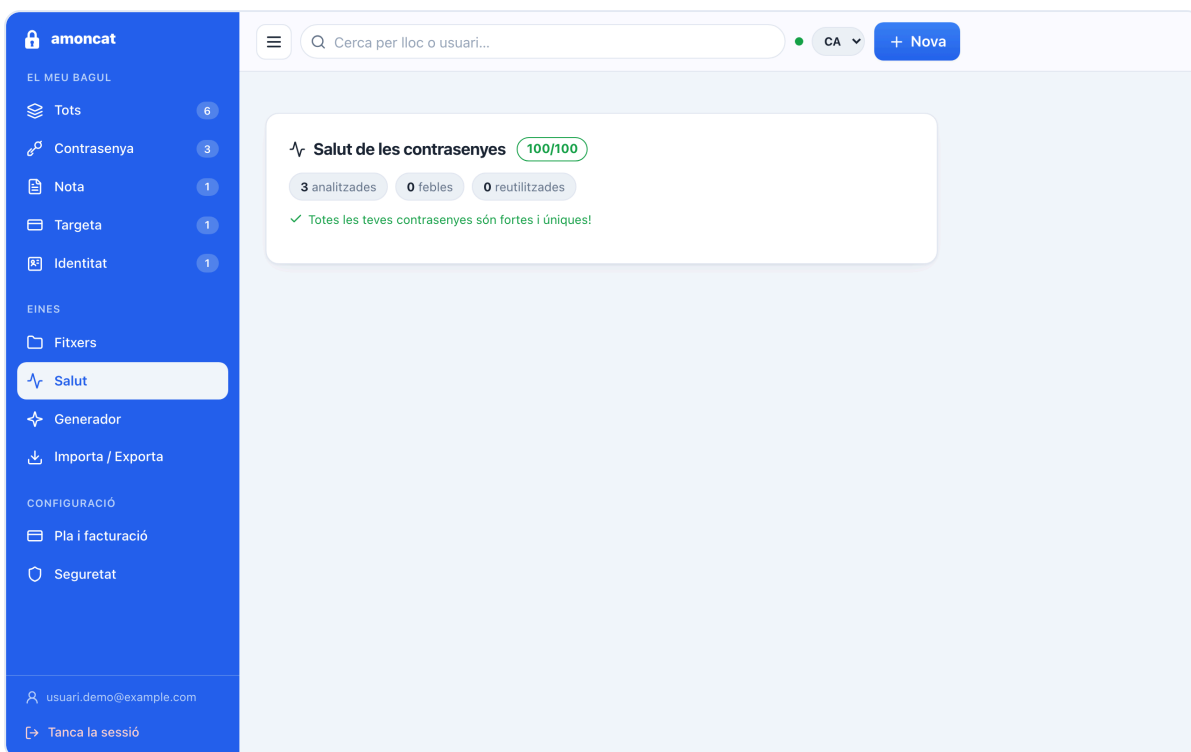 amoncat
EL MEU BAGUL
Tots 6
Contrasenya 3
Nota 1
Targeta 1
Identitat 1
EINES
Fitxers
Salut
Generador
Importa / Exporta
CONFIGURACIÓ
Pla i facturació
Seguretat
usuari.demo@example.com
Tanca la sessió
Cerca per lloc o usuari...
CA
+ Nova
Salut de les contrasenyes 100/100
3 analitzades 0 febles 0 reutilitzades
Totes les teves contrasenyes són fortes i úniques!